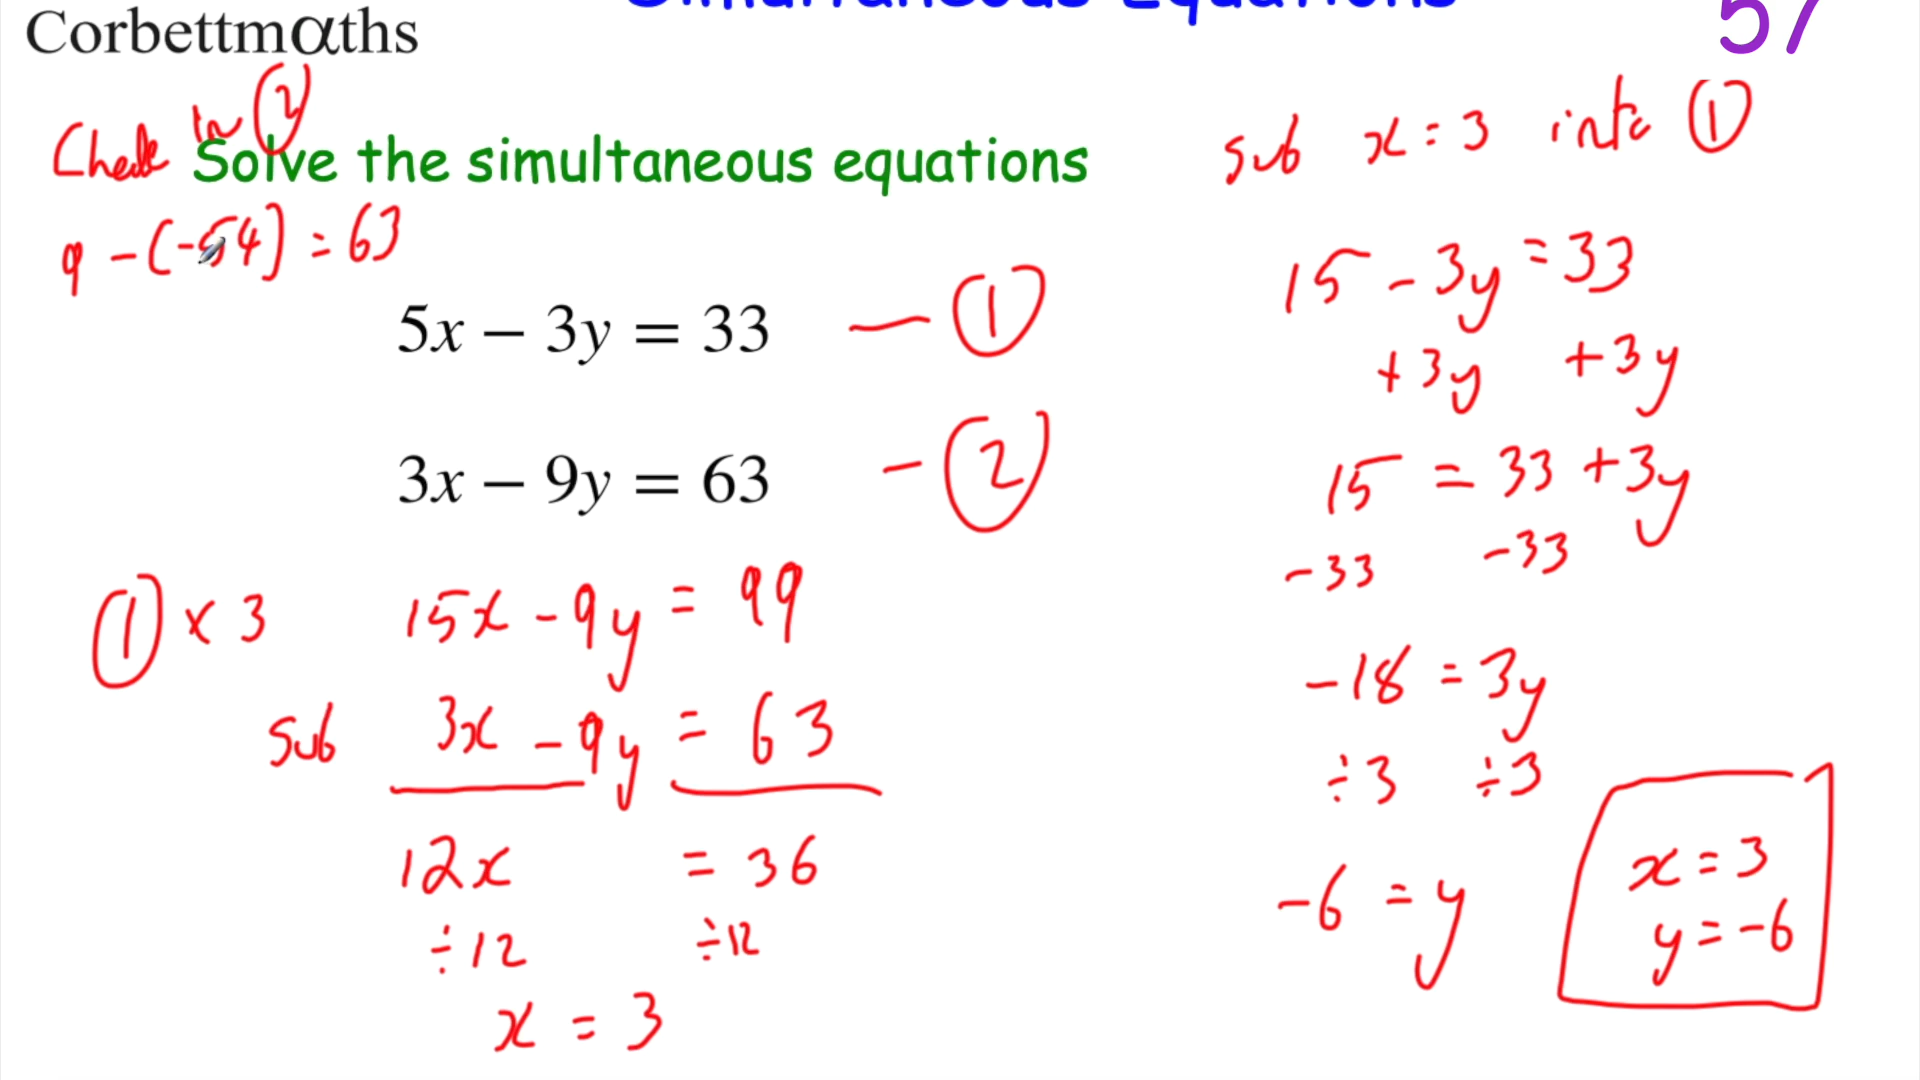 Simultaneous Equations
57
Corbettmαths
Check in ②
Solve the simultaneous equations
9 - (-54) = 63
5x − 3y = 33 — ①
3x − 9y = 63 - ②
① × 3 15x - 9y = 99
sub 3x - 9y = 63
12x = 36
÷12 ÷12
x = 3
sub x = 3 into ①
15 - 3y = 33
+3y +3y
15 = 33 + 3y
-33 -33
-18 = 3y
÷3 ÷3
-6 = y
x = 3
y = -6